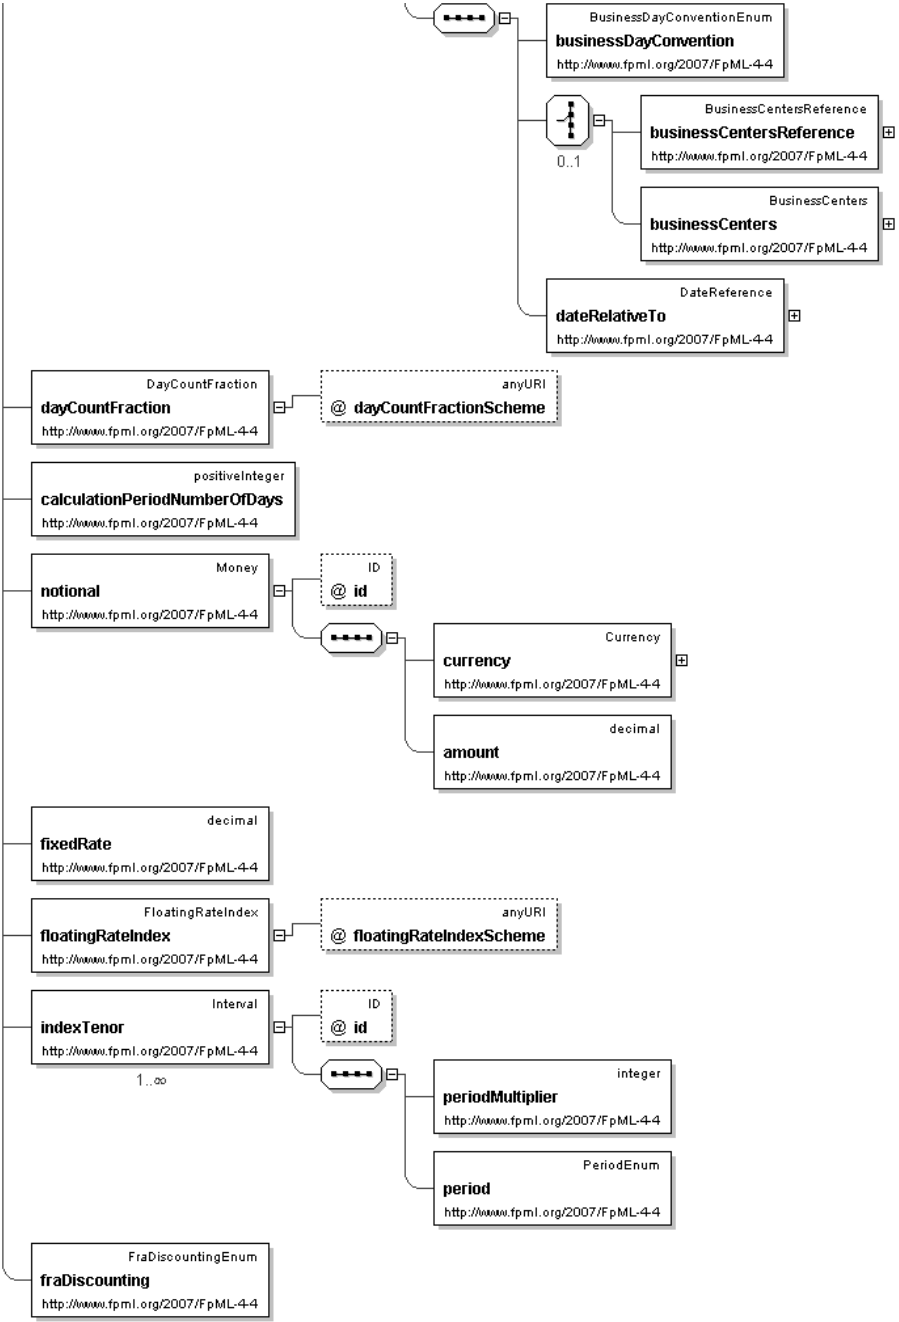 BusinessDayConventionEnum
businessDayConvention
http://www.fpml.org/2007/FpML-4-4
0..1
BusinessCentersReference
businessCentersReference
http://www.fpml.org/2007/FpML-4-4
BusinessCenters
businessCenters
http://www.fpml.org/2007/FpML-4-4
DateReference
dateRelativeTo
http://www.fpml.org/2007/FpML-4-4
DayCountFraction
dayCountFraction
http://www.fpml.org/2007/FpML-4-4
anyURI
@ dayCountFractionScheme
positiveInteger
calculationPeriodNumberOfDays
http://www.fpml.org/2007/FpML-4-4
Money
notional
http://www.fpml.org/2007/FpML-4-4
ID
@ id
Currency
currency
http://www.fpml.org/2007/FpML-4-4
decimal
amount
http://www.fpml.org/2007/FpML-4-4
decimal
fixedRate
http://www.fpml.org/2007/FpML-4-4
FloatingRateIndex
floatingRateIndex
http://www.fpml.org/2007/FpML-4-4
anyURI
@ floatingRateIndexScheme
Interval
indexTenor
http://www.fpml.org/2007/FpML-4-4
1..∞
ID
@ id
integer
periodMultiplier
http://www.fpml.org/2007/FpML-4-4
PeriodEnum
period
http://www.fpml.org/2007/FpML-4-4
FraDiscountingEnum
fraDiscounting
http://www.fpml.org/2007/FpML-4-4